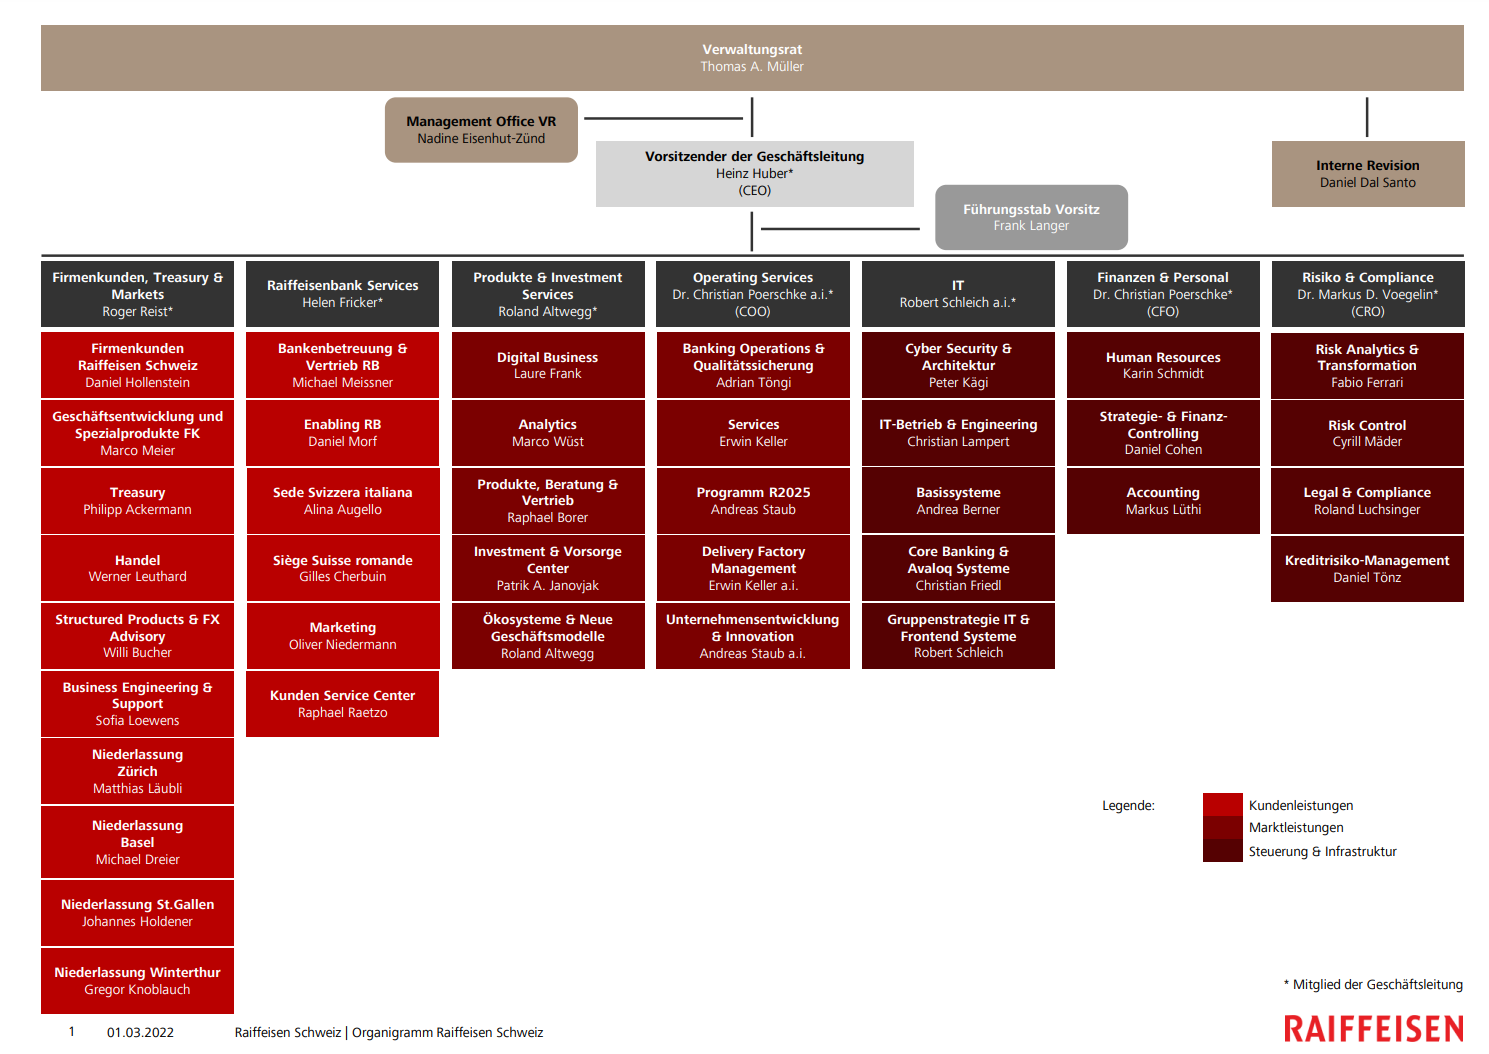 Verwaltungsrat
Thomas A. Müller
Management Office VR
Nadine Eisenhut-Zünd
Vorsitzender der Geschäftsleitung
Heinz Huber*
(CEO)
Interne Revision
Daniel Dal Santo
Führungsstab Vorsitz
Frank Langer
Firmenkunden, Treasury &
Markets
Roger Reist*
Raiffeisenbank Services
Helen Fricker*
Produkte & Investment
Services
Roland Altwegg*
Operating Services
Dr. Christian Poerschke a.i.*
(COO)
IT
Robert Schleich a.i.*
Finanzen & Personal
Dr. Christian Poerschke*
(CFO)
Risiko & Compliance
Dr. Markus D. Voegelin*
(CRO)
Firmenkunden
Raiffeisen Schweiz
Daniel Hollenstein
Geschäftsentwicklung und
Spezialprodukte FK
Marco Meier
Treasury
Philipp Ackermann
Handel
Werner Leuthard
Structured Products & FX
Advisory
Willi Bucher
Business Engineering &
Support
Sofia Loewens
Niederlassung
Zürich
Matthias Läubli
Niederlassung
Basel
Michael Dreier
Niederlassung St.Gallen
Johannes Holdener
Niederlassung Winterthur
Gregor Knoblauch
Bankenbetreuung &
Vertrieb RB
Michael Meissner
Enabling RB
Daniel Morf
Sede Svizzera italiana
Alina Augello
Siège Suisse romande
Gilles Cherbuin
Marketing
Oliver Niedermann
Kunden Service Center
Raphael Raetzo
Digital Business
Laure Frank
Analytics
Marco Wüst
Produkte, Beratung &
Vertrieb
Raphael Borer
Investment & Vorsorge
Center
Patrik A. Janovjak
Ökosysteme & Neue
Geschäftsmodelle
Roland Altwegg
Banking Operations &
Qualitätssicherung
Adrian Töngi
Services
Erwin Keller
Programm R2025
Andreas Staub
Delivery Factory
Management
Erwin Keller a.i.
Unternehmensentwicklung
& Innovation
Andreas Staub a.i.
Cyber Security &
Architektur
Peter Kägi
IT-Betrieb & Engineering
Christian Lampert
Basissysteme
Andrea Berner
Core Banking &
Avaloq Systeme
Christian Friedl
Gruppenstrategie IT &
Frontend Systeme
Robert Schleich
Human Resources
Karin Schmidt
Strategie- & Finanz-
Controlling
Daniel Cohen
Accounting
Markus Lüthi
Risk Analytics &
Transformation
Fabio Ferrari
Risk Control
Cyrill Mäder
Legal & Compliance
Roland Luchsinger
Kreditrisiko-Management
Daniel Tönz
Legende:
Kundenleistungen
Marktleistungen
Steuerung & Infrastruktur
* Mitglied der Geschäftsleitung
1 01.03.2022 Raiffeisen Schweiz | Organigramm Raiffeisen Schweiz
RAIFFEISEN